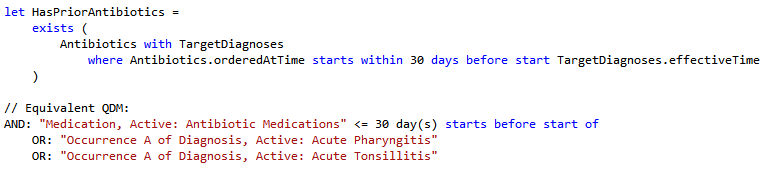 let HasPriorAntibiotics =
    exists (
        Antibiotics with TargetDiagnoses
            where Antibiotics.orderedAtTime starts within 30 days before start TargetDiagnoses.effectiveTime
    )

// Equivalent QDM:
AND: "Medication, Active: Antibiotic Medications" <= 30 day(s) starts before start of
    OR: "Occurrence A of Diagnosis, Active: Acute Pharyngitis"
    OR: "Occurrence A of Diagnosis, Active: Acute Tonsillitis"